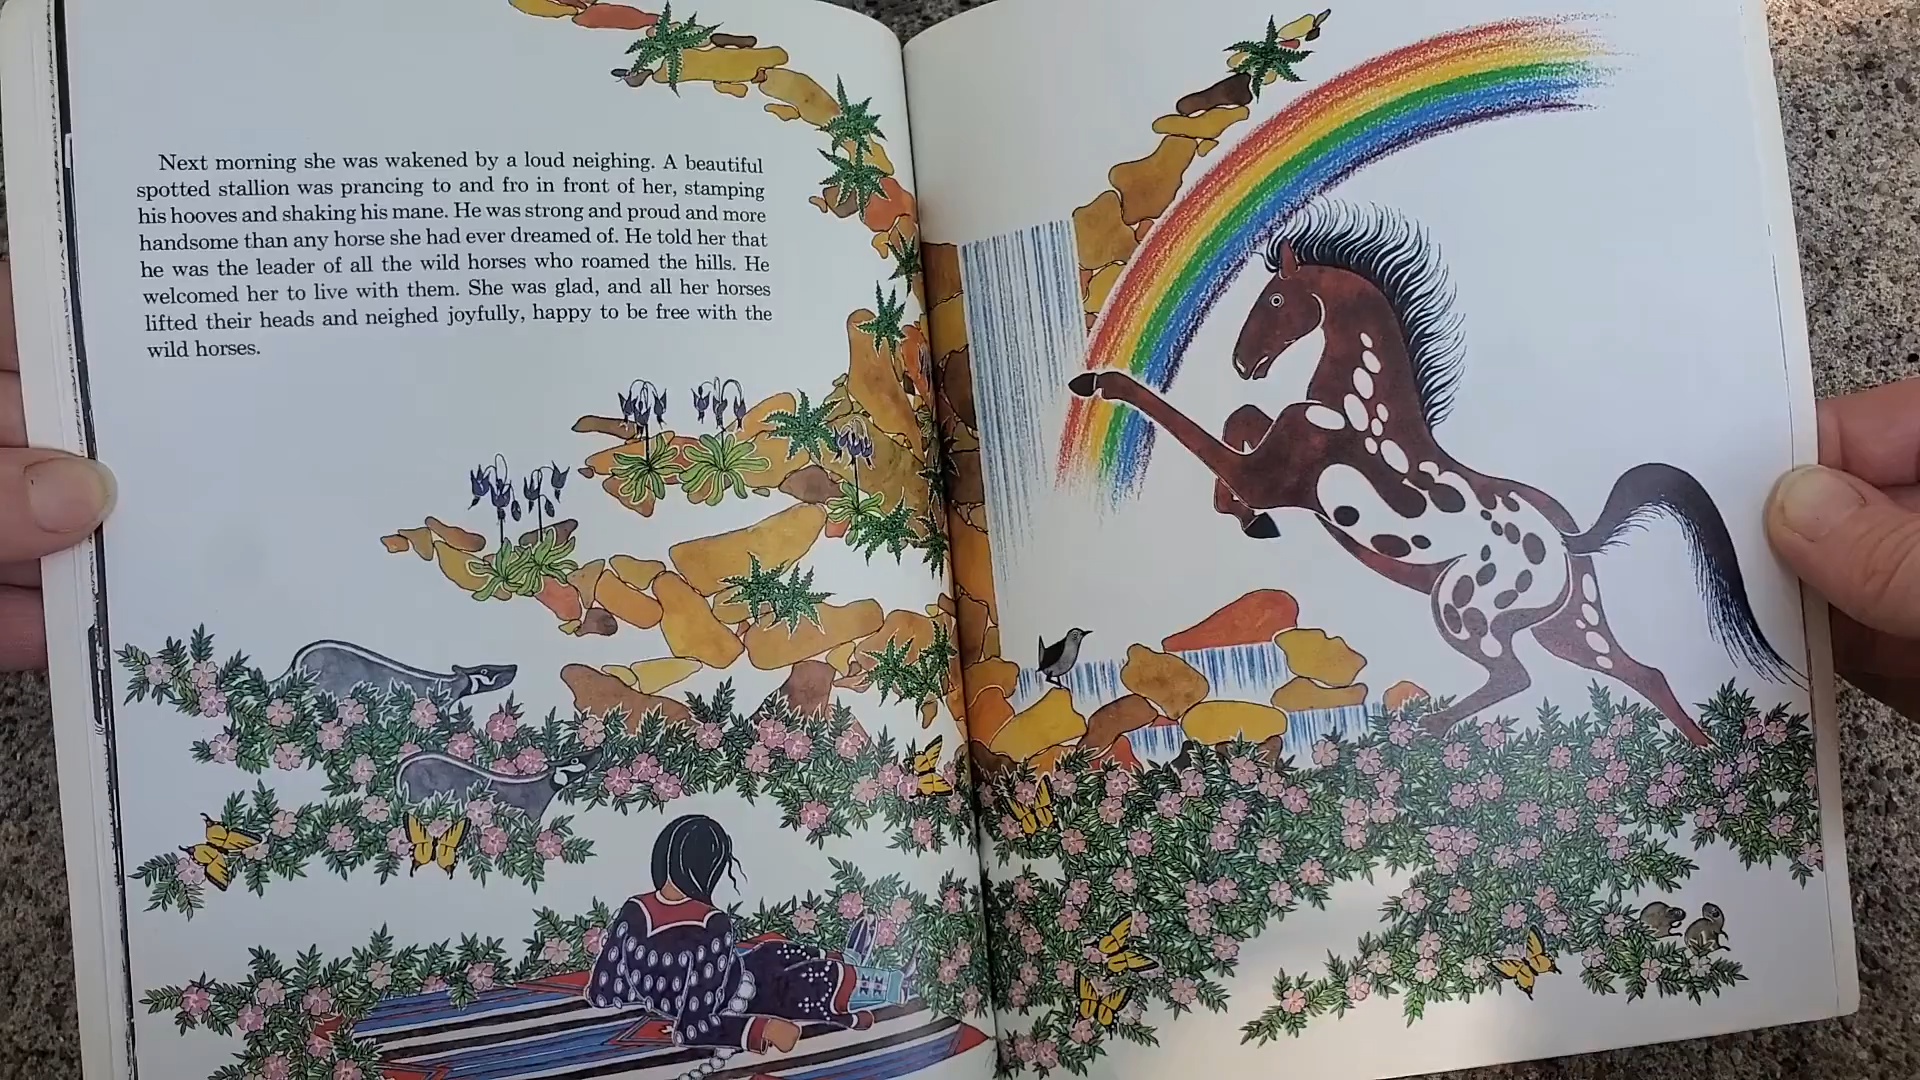 Next morning she was wakened by a loud neighing. A beautiful
spotted stallion was prancing to and fro in front of her, stamping
his hooves and shaking his mane. He was strong and proud and more
handsome than any horse she had ever dreamed of. He told her that
he was the leader of all the wild horses who roamed the hills. He
welcomed her to live with them. She was glad, and all her horses
lifted their heads and neighed joyfully, happy to be free with the
wild horses.